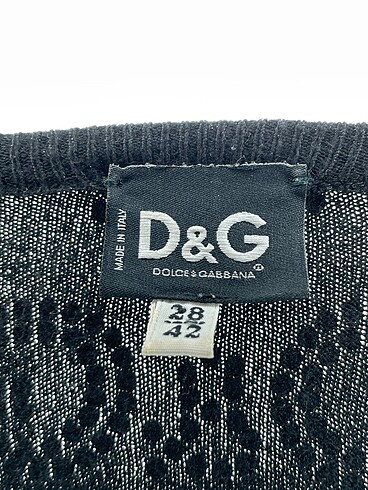 MADE IN ITALY
D&G
DOLCE & GABBANA
28
42